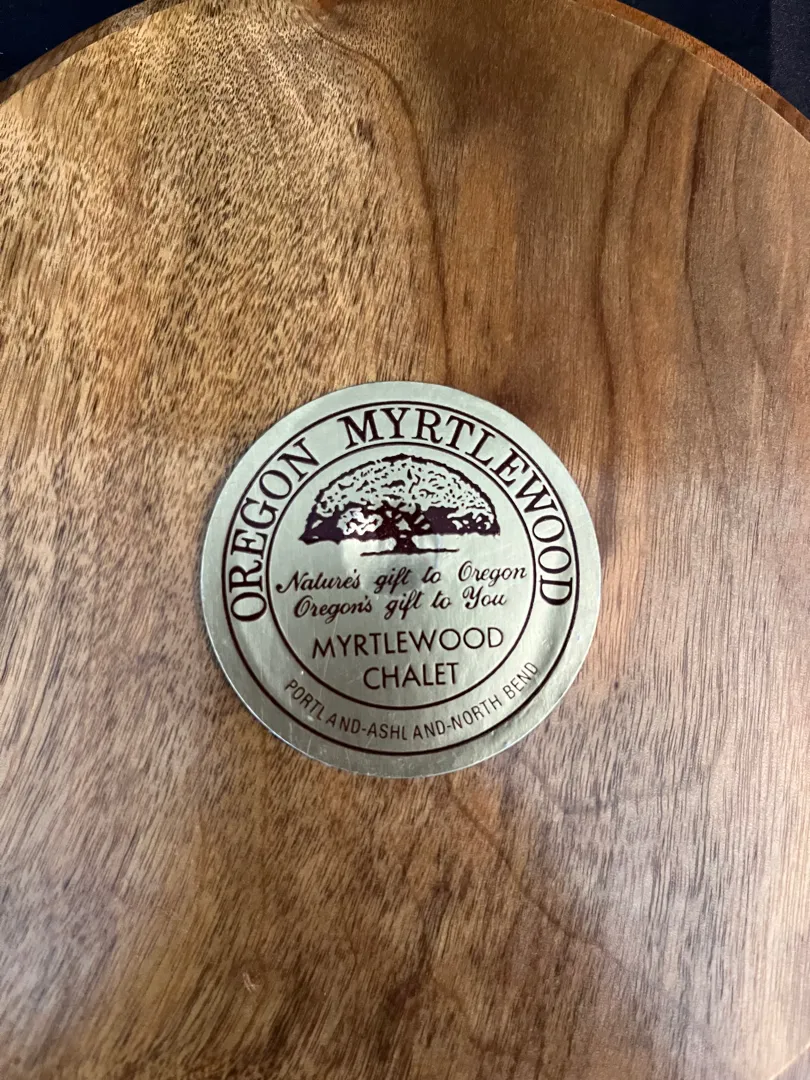 OREGON MYRTLEWOOD
Nature's gift to Oregon
Oregon's gift to You
MYRTLEWOOD
CHALET
PORTLAND-ASHLAND-NORTH BEND